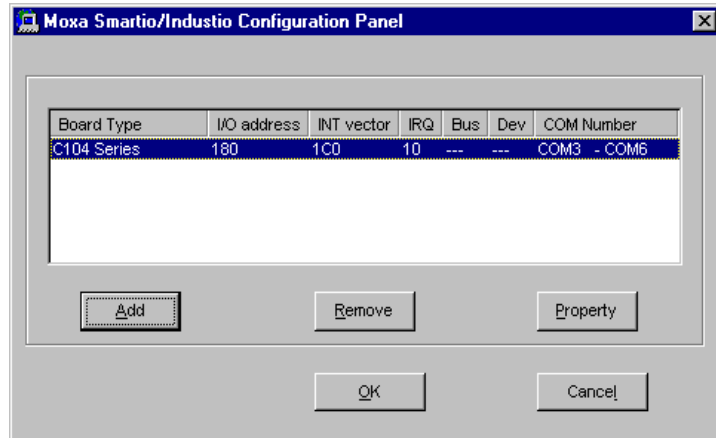 Moxa Smartio/Industio Configuration Panel
Board Type I/O address INT vector IRQ Bus Dev COM Number
C104 Series 180 1C0 10 --- --- COM3 - COM6
Add Remove Property
OK Cancel